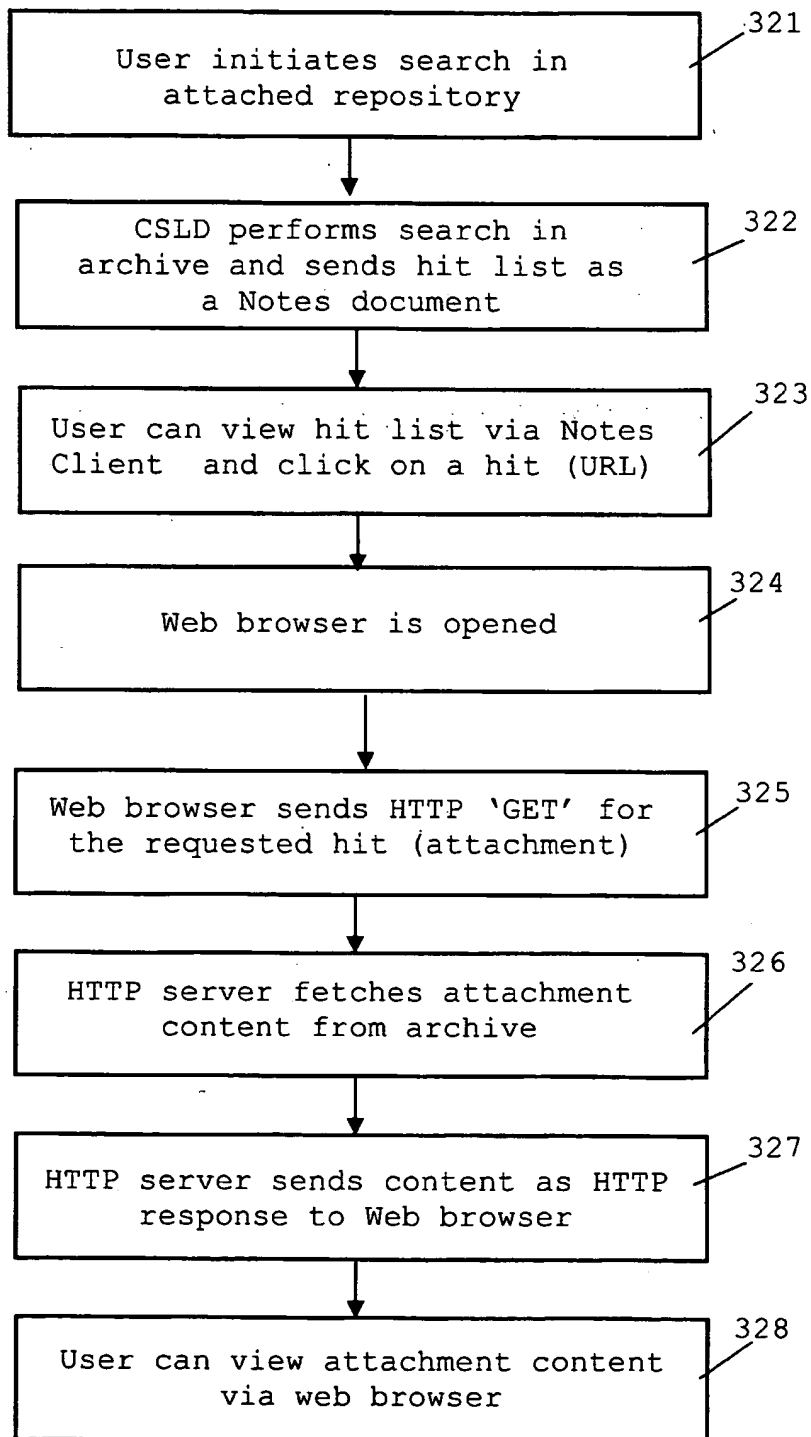 321
User initiates search in
attached repository
322
CSLD performs search in
archive and sends hit list as
a Notes document
323
User can view hit list via Notes
Client and click on a hit (URL)
324
Web browser is opened
325
Web browser sends HTTP ‘GET’ for
the requested hit (attachment)
326
HTTP server fetches attachment
content from archive
327
HTTP server sends content as HTTP
response to Web browser
328
User can view attachment content
via web browser